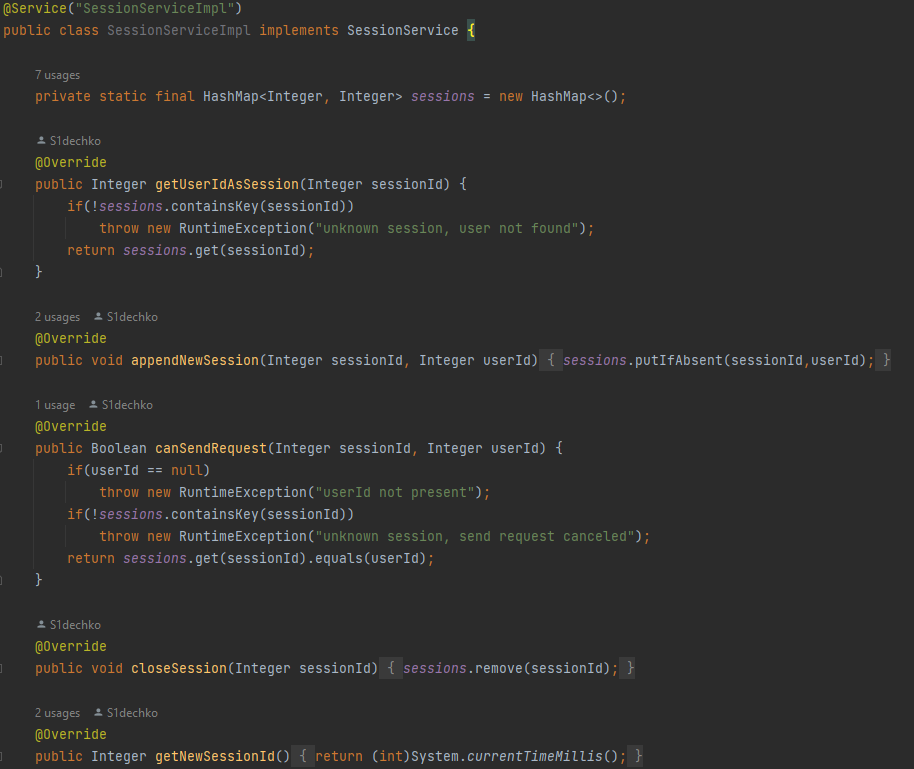 @Service("SessionServiceImpl")
public class SessionServiceImpl implements SessionService {
7 usages
private static final HashMap<Integer, Integer> sessions = new HashMap<>();
S1dechko
@Override
public Integer getUserIdAsSession(Integer sessionId) {
if(!sessions.containsKey(sessionId))
throw new RuntimeException("unknown session, user not found");
return sessions.get(sessionId);
}
2 usages S1dechko
@Override
public void appendNewSession(Integer sessionId, Integer userId) { sessions.putIfAbsent(sessionId,userId); }
1 usage S1dechko
@Override
public Boolean canSendRequest(Integer sessionId, Integer userId) {
if(userId == null)
throw new RuntimeException("userId not present");
if(!sessions.containsKey(sessionId))
throw new RuntimeException("unknown session, send request canceled");
return sessions.get(sessionId).equals(userId);
}
S1dechko
@Override
public void closeSession(Integer sessionId) { sessions.remove(sessionId); }
2 usages S1dechko
@Override
public Integer getNewSessionId() { return (int)System.currentTimeMillis(); }